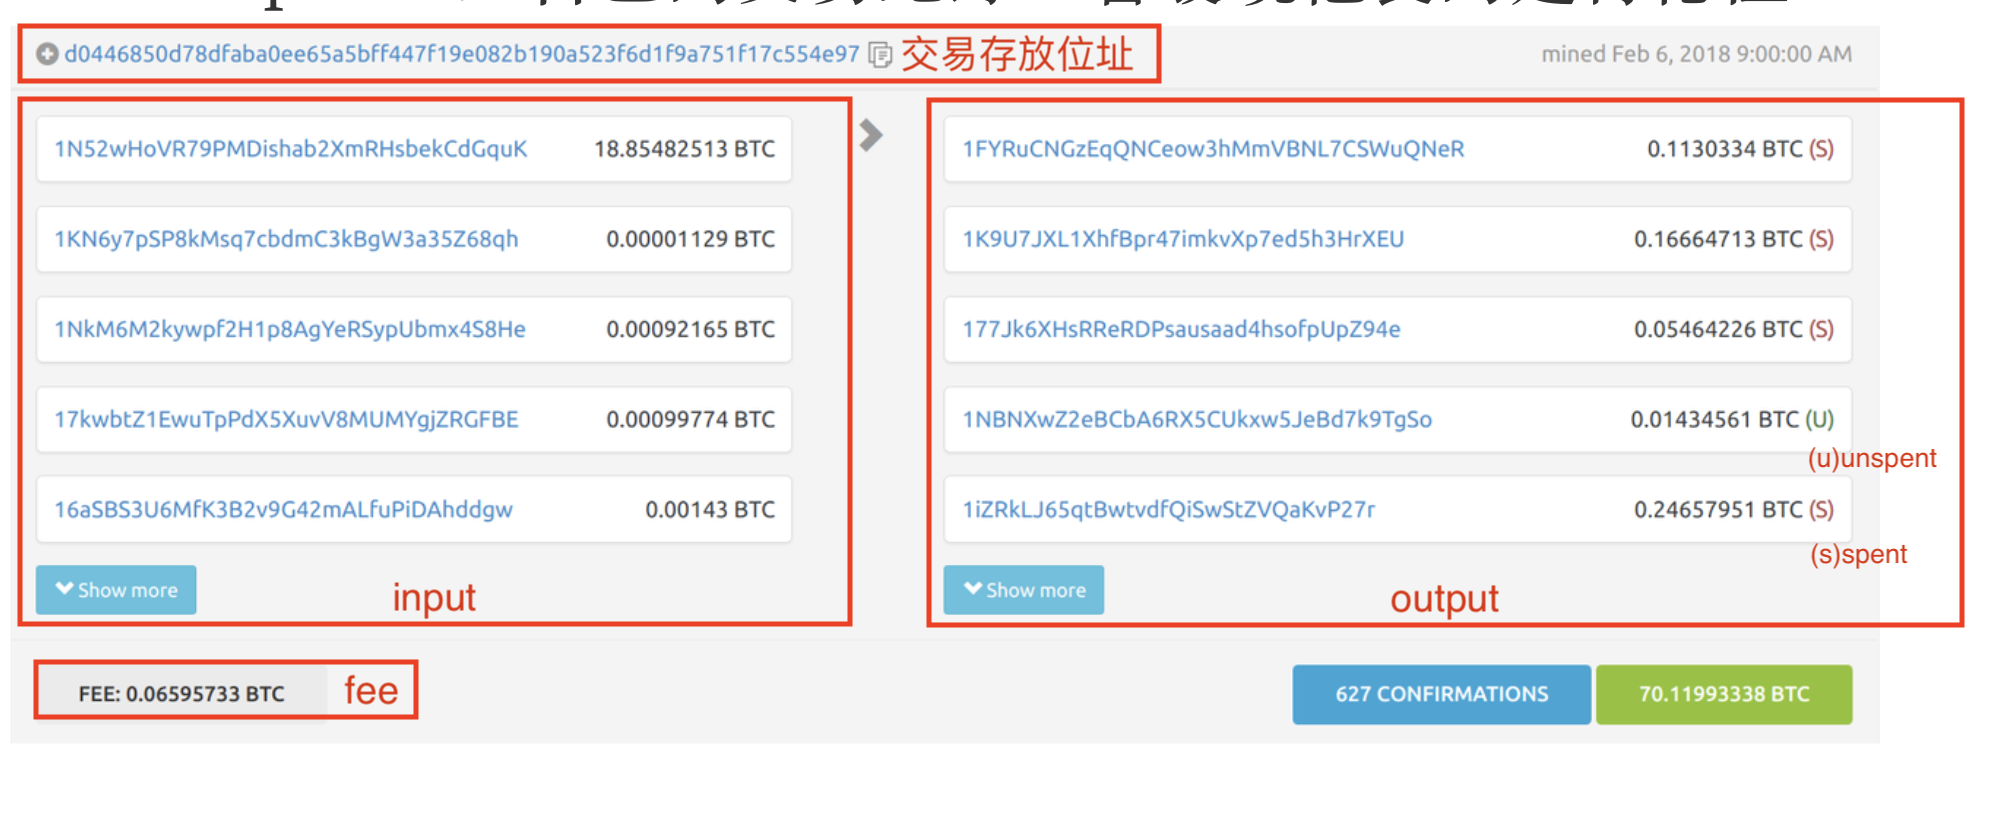 d0446850d78dfaba0ee65a5bff447f19e082b190a523f6d1f9a751f17c554e97 交易存放位址
mined Feb 6, 2018 9:00:00 AM
1N52wHoVR79PMDishab2XmRHsbekCdGquK 18.85482513 BTC
1KN6y7pSP8kMsq7cbdmC3kBgW3a35Z68qh 0.00001129 BTC
1NkM6M2kywpf2H1p8AgYeRSypUbmx4S8He 0.00092165 BTC
17kwbtZ1EwuTpPdX5XuvV8MUMYgjZRGFBE 0.00099774 BTC
16aSBS3U6MfK3B2v9G42mALfuPiDAhddgw 0.00143 BTC
Show more
input
1FYRuCNGzEqQNCeow3hMmVBNL7CSWuQNeR 0.1130334 BTC (S)
1K9U7JXL1XhfBpr47imkvXp7ed5h3HrXEU 0.16664713 BTC (S)
177Jk6XHsRReRDPsausaad4hsofpUpZ94e 0.05464226 BTC (S)
1NBNXwZ2eBCbA6RX5CUkxw5JeBd7k9TgSo 0.01434561 BTC (U)
(u)unspent
1iZRkLJ65qtBwtvdfQiSwStZVQaKvP27r 0.24657951 BTC (S)
(s)spent
Show more
output
FEE: 0.06595733 BTC fee
627 CONFIRMATIONS
70.11993338 BTC